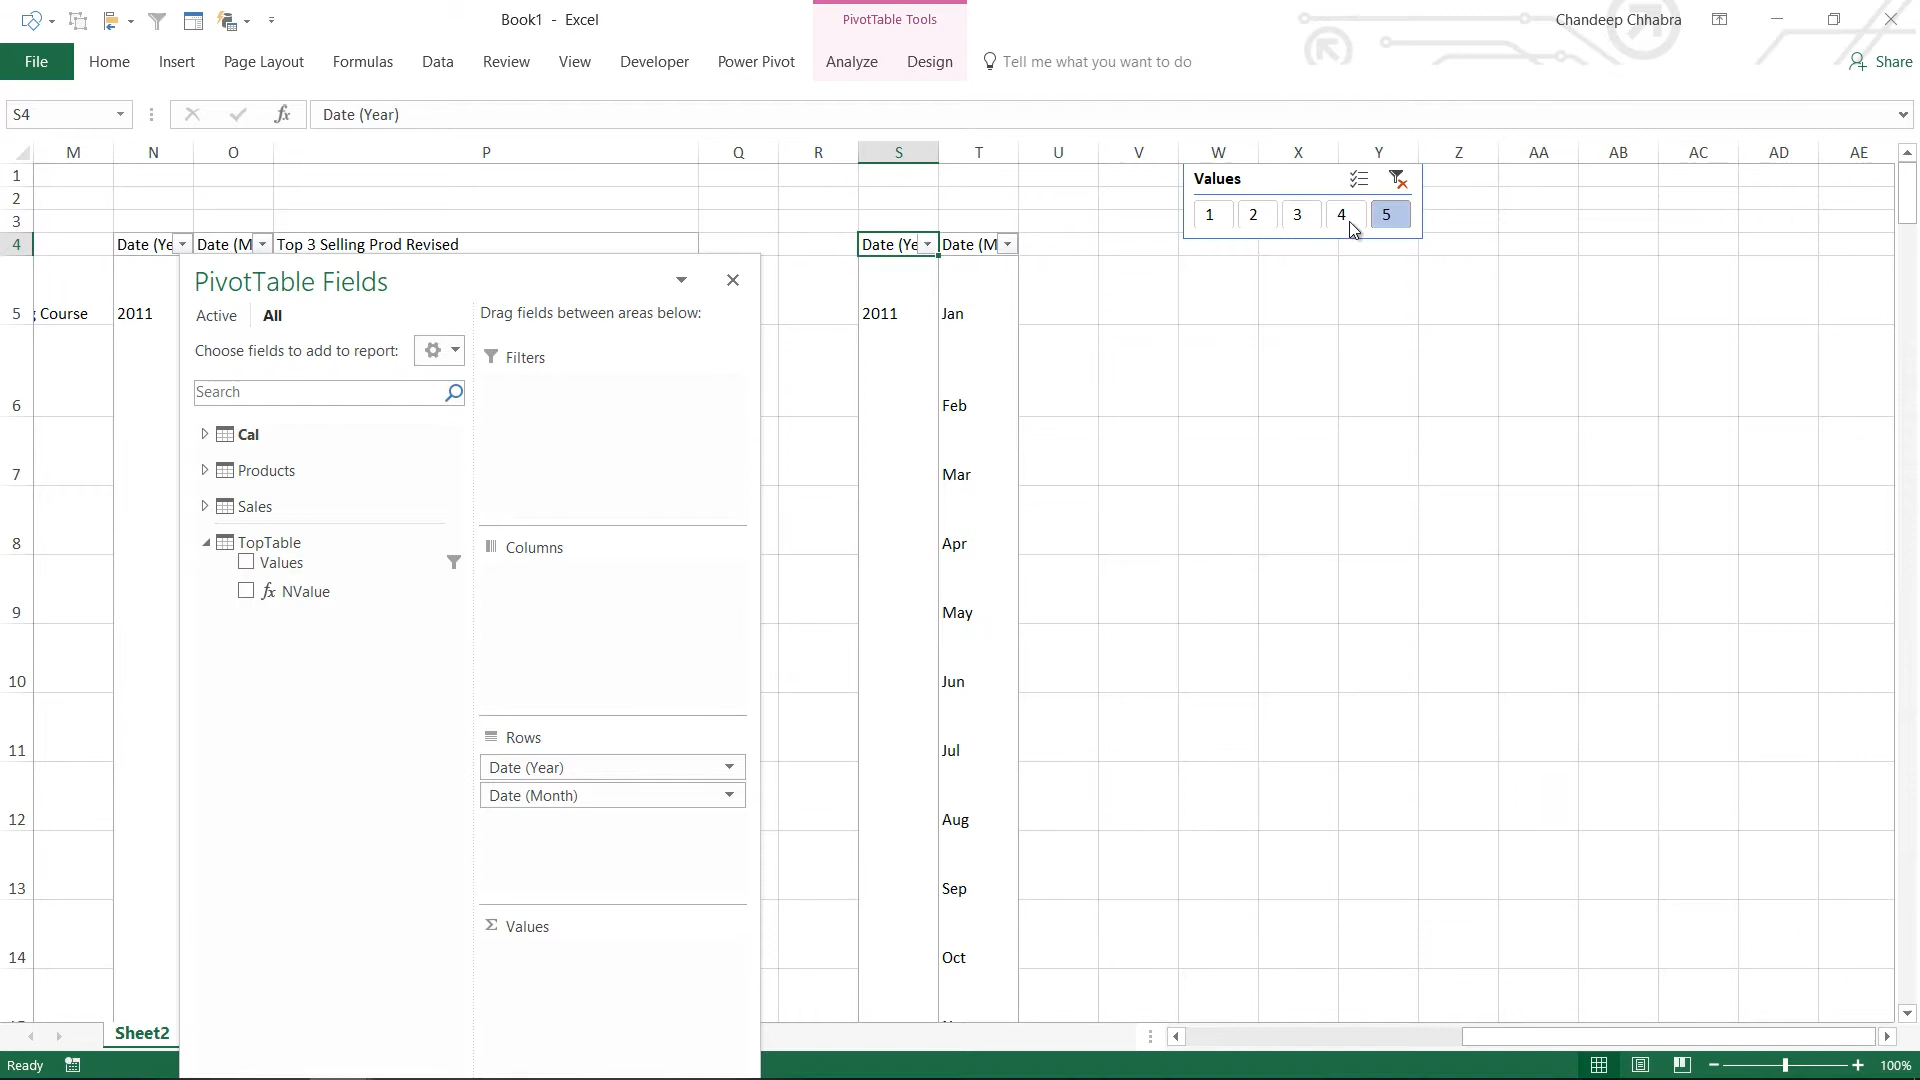 Book1 - Excel
PivotTable Tools
Chandeep Chhabra
File
Home
Insert
Page Layout
Formulas
Data
Review
View
Developer
Power Pivot
Analyze
Design
Tell me what you want to do
Share
S4
fx
Date (Year)
M N O P Q R S T U V W X Y Z AA AB AC AD AE
1
2
3
4
5
6
7
8
9
10
11
12
13
14
Date (Ye
Date (M
Top 3 Selling Prod Revised
Date (Ye
Date (M
Values
1 2 3 4 5
Course
2011
2011
Jan
Feb
Mar
Apr
May
Jun
Jul
Aug
Sep
Oct
PivotTable Fields
Active
All
Choose fields to add to report:
Search
Cal
Products
Sales
TopTable
Values
fx NValue
Drag fields between areas below:
Filters
Columns
Rows
Date (Year)
Date (Month)
Σ Values
Sheet2
Ready
100%